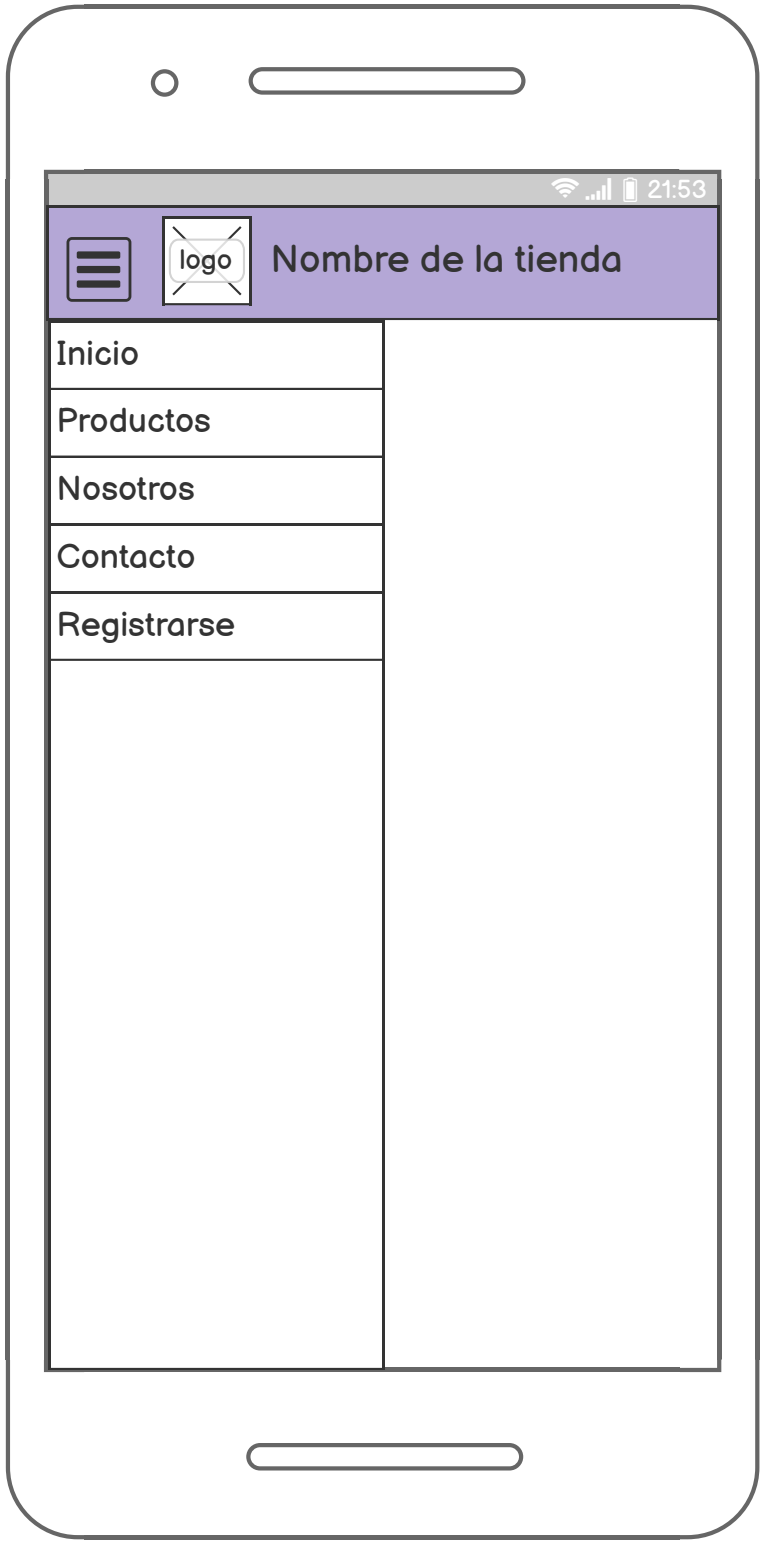 21:53
logo
Nombre de la tienda
Inicio
Productos
Nosotros
Contacto
Registrarse